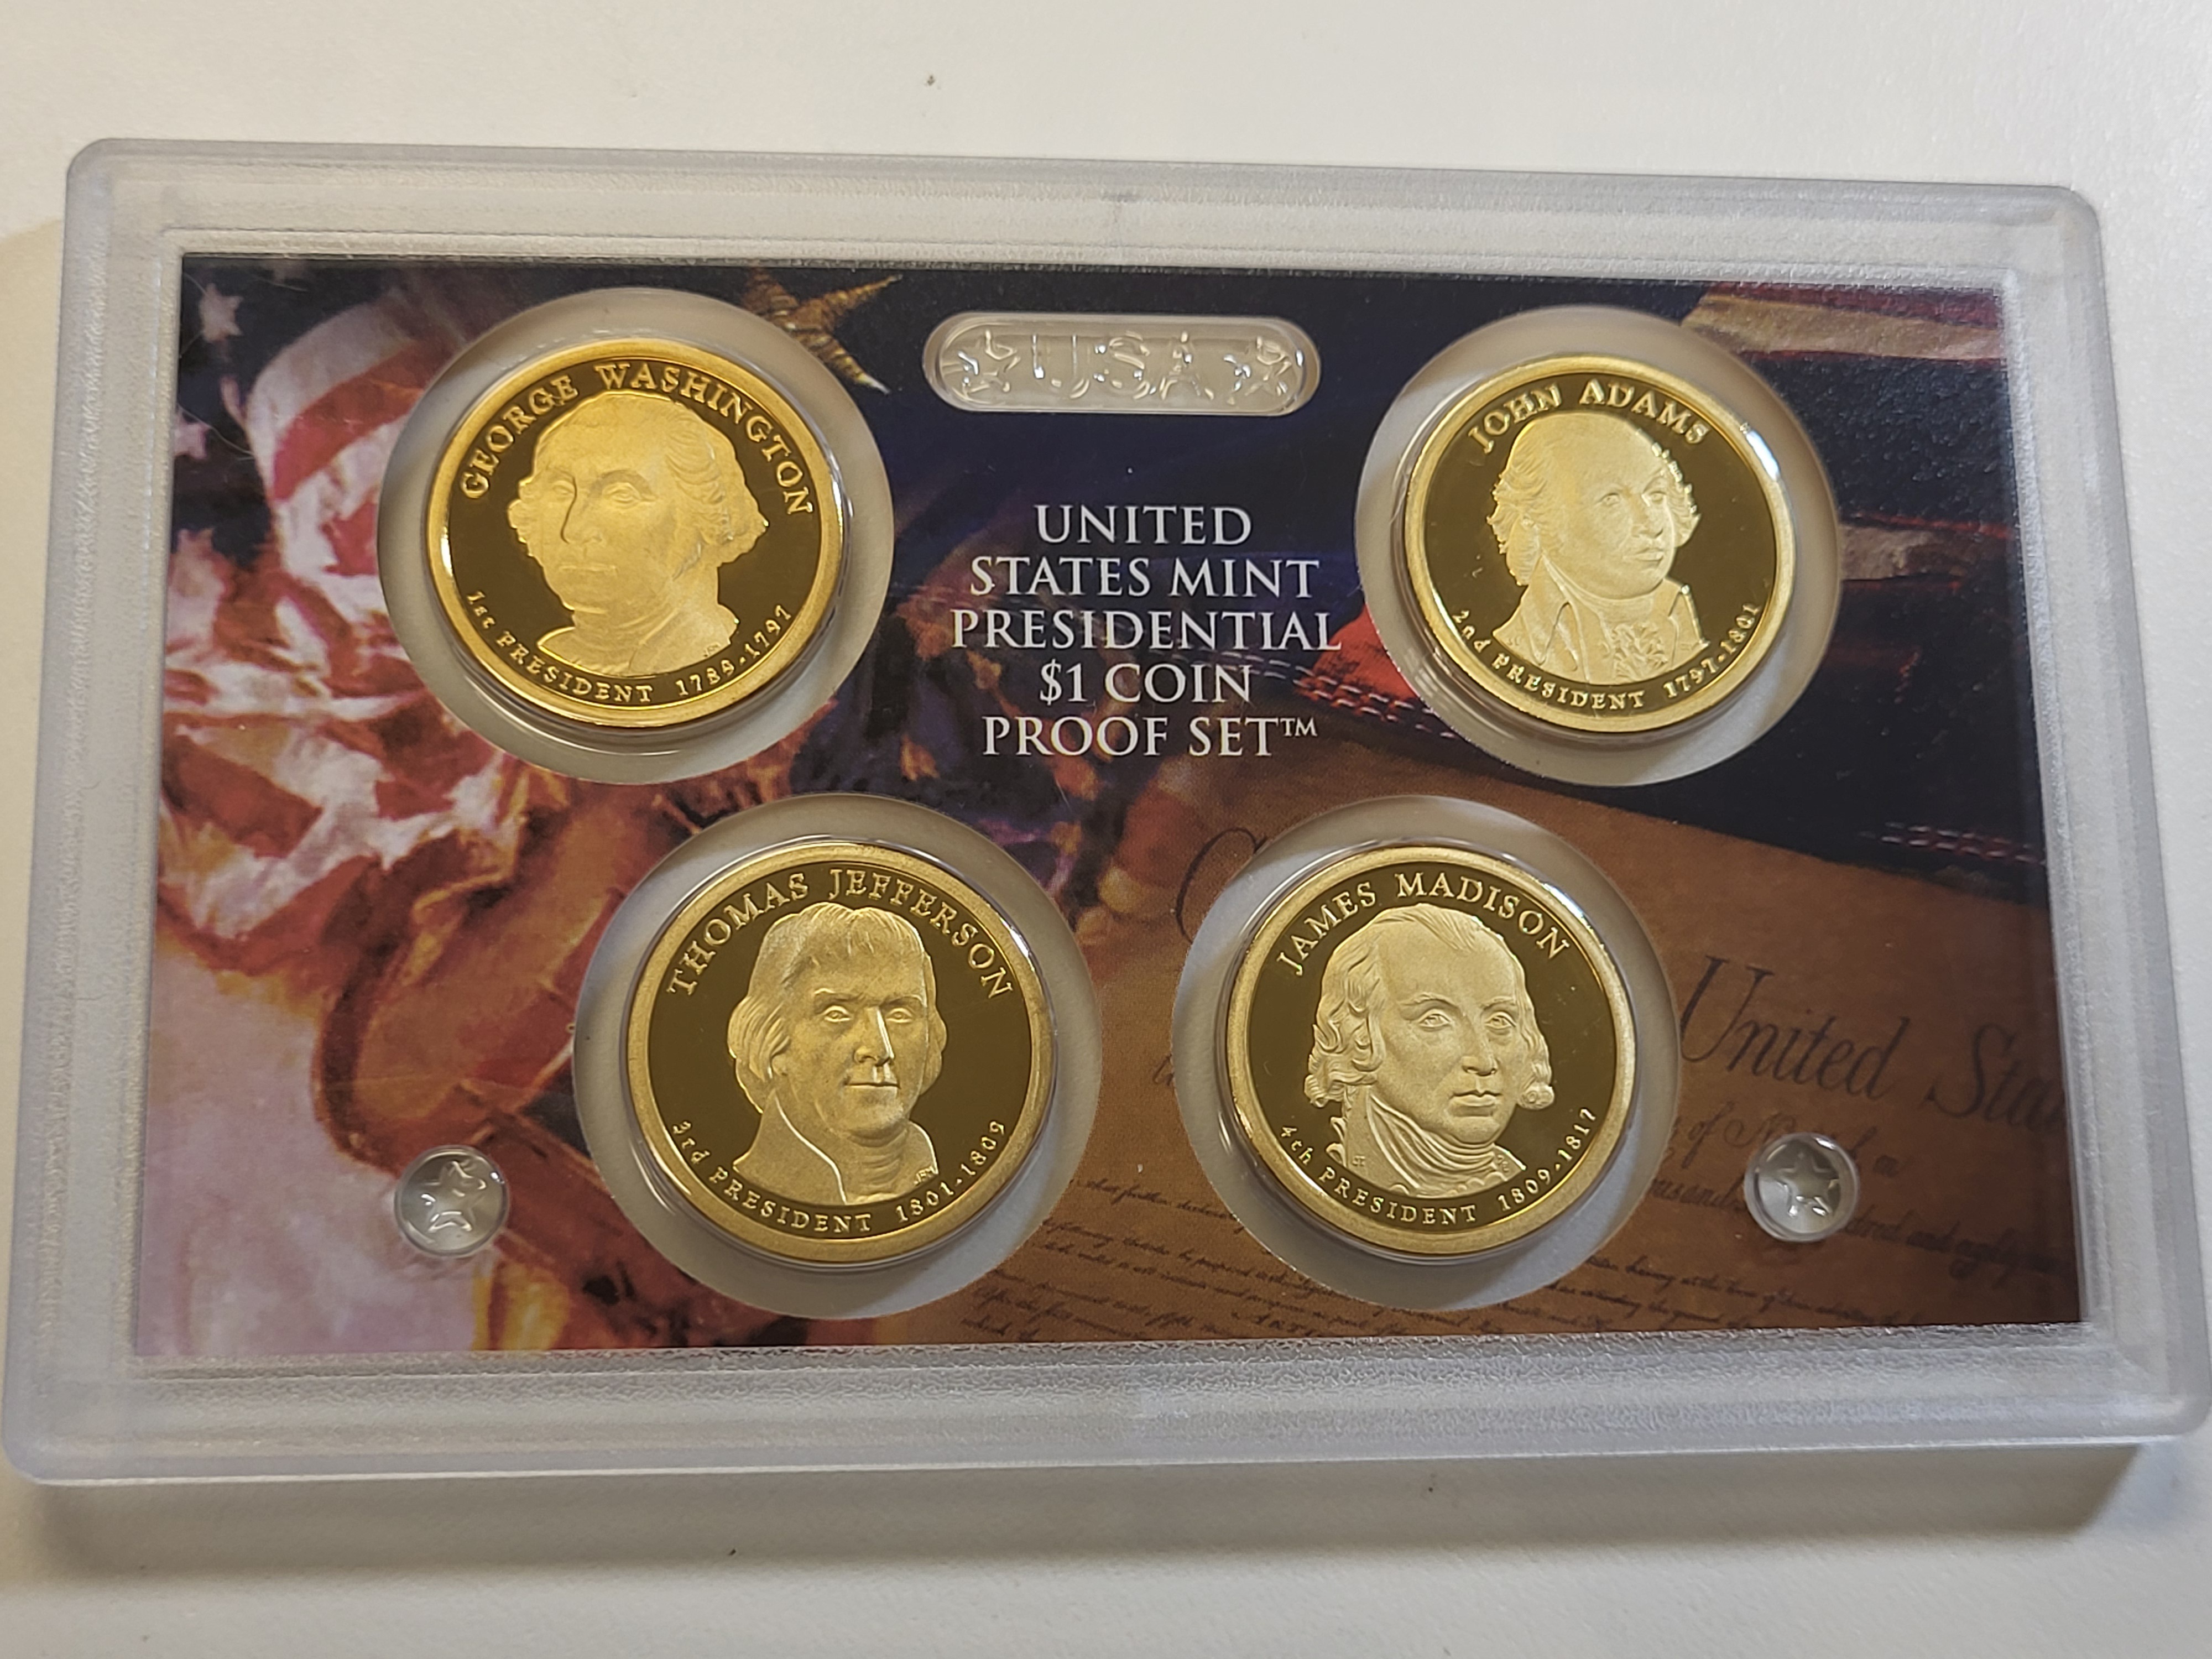 GEORGE WASHINGTON
1st PRESIDENT 1789-1797
USA
JOHN ADAMS
2nd PRESIDENT 1797-1801
UNITED
STATES MINT
PRESIDENTIAL
$1 COIN
PROOF SET™
THOMAS JEFFERSON
3rd PRESIDENT 1801-1809
JAMES MADISON
4th PRESIDENT 1809-1817
United Sta